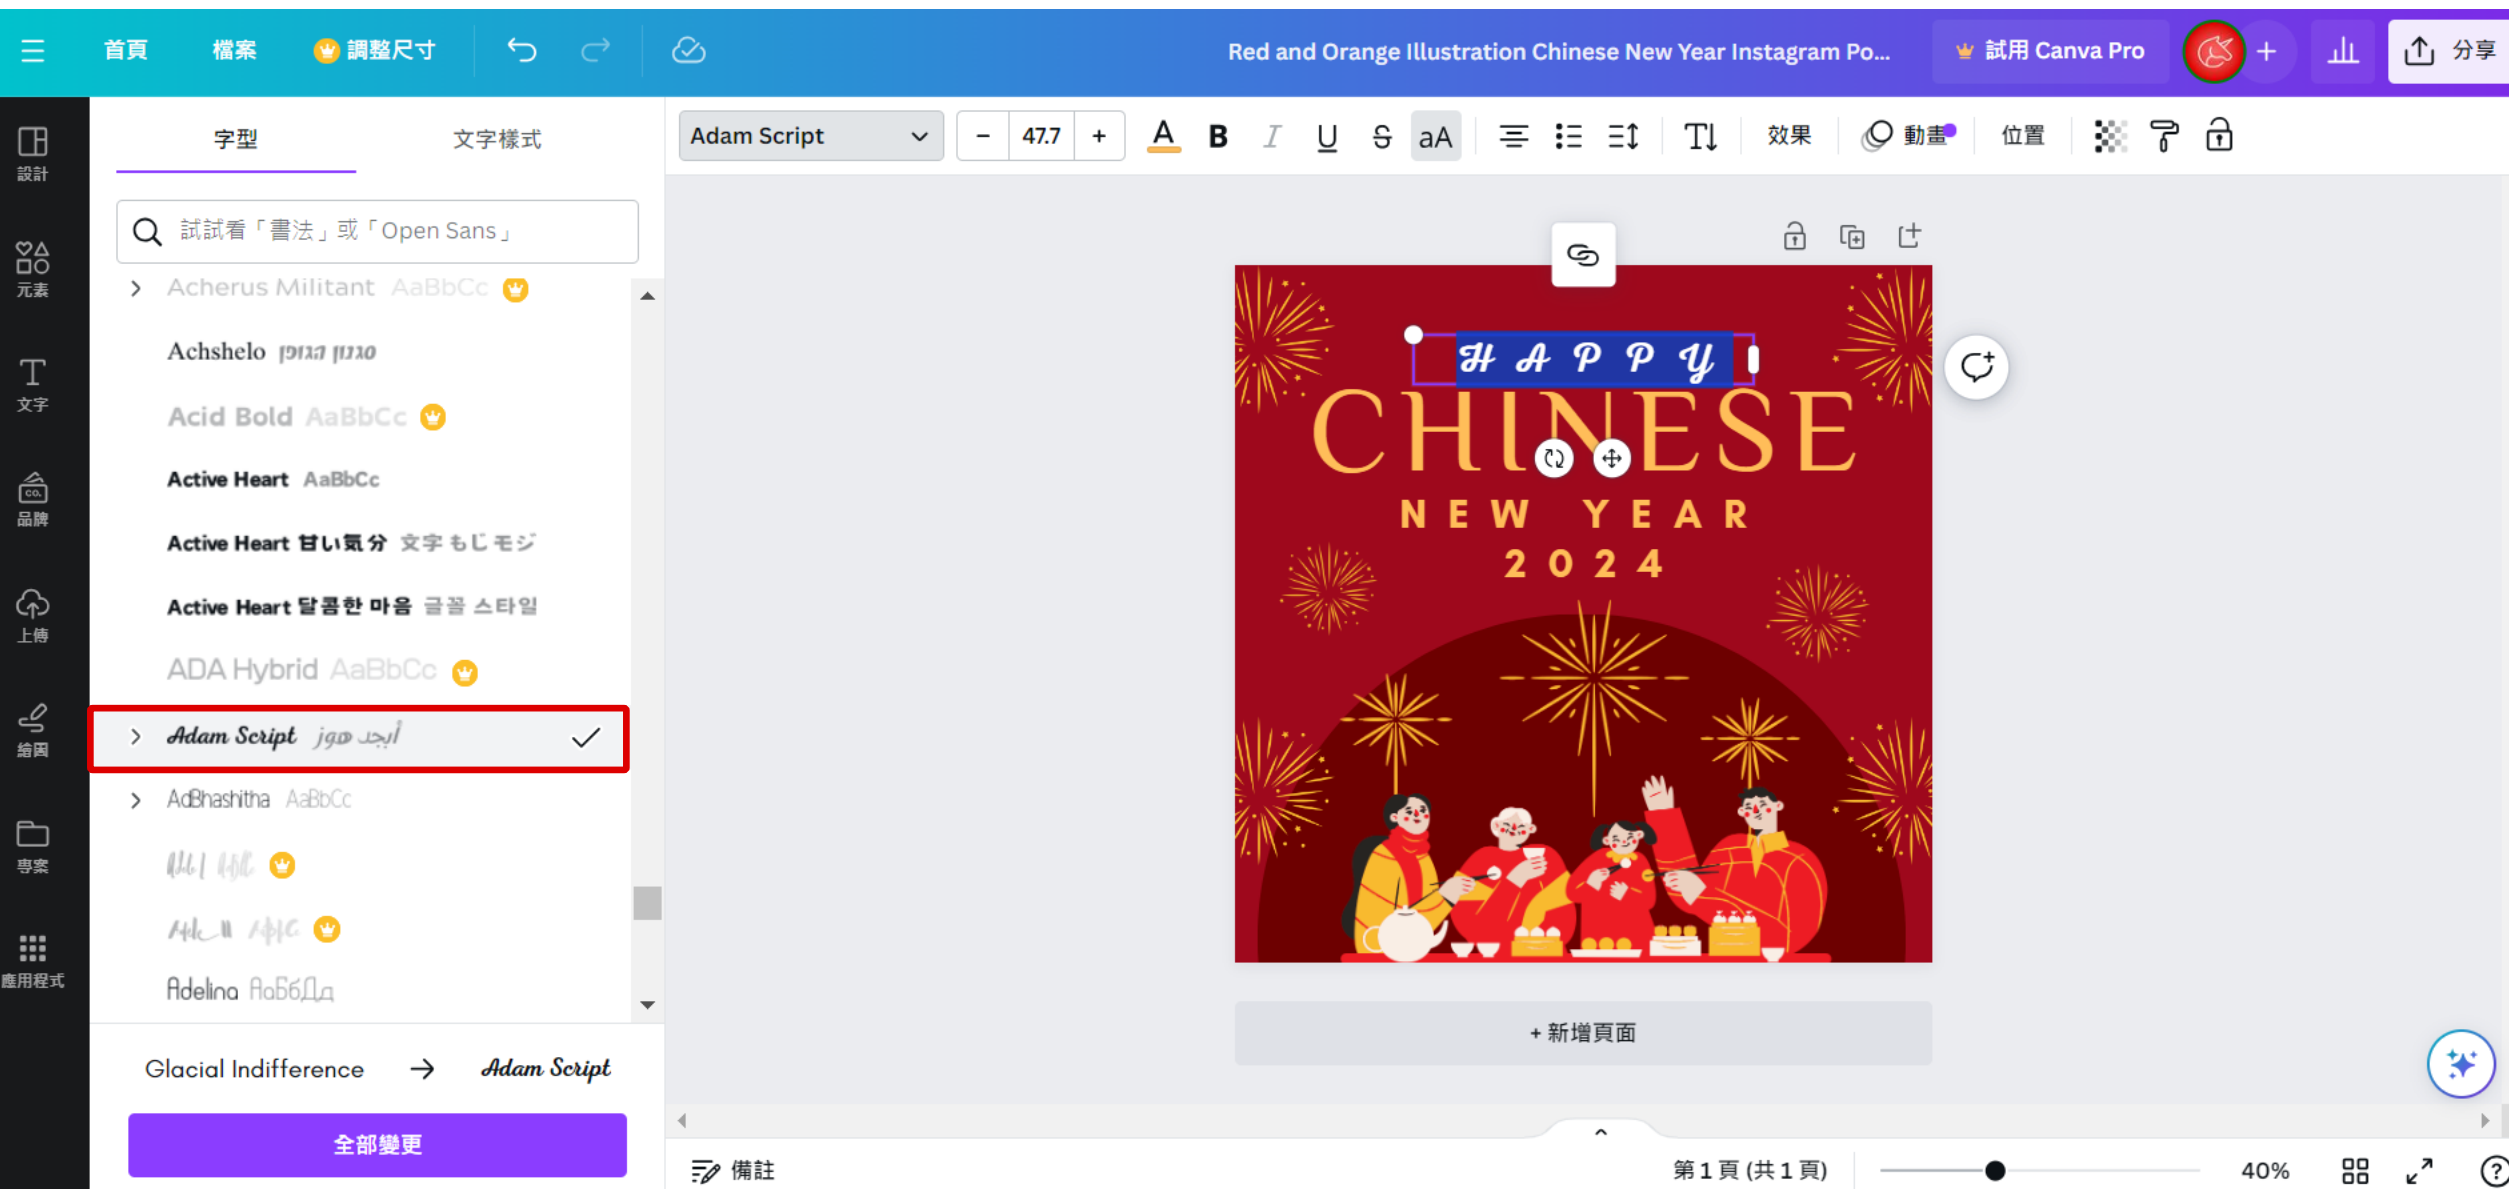 首頁 檔案 調整尺寸 Red and Orange Illustration Chinese New Year Instagram Po... 試用 Canva Pro 分享
設計
元素
文字
品牌
上傳
繪圖
專案
應用程式
字型 文字樣式
試試看「書法」或「Open Sans」
Acherus Militant AaBbCc
Achshelo סגנון הגופן
Acid Bold AaBbCc
Active Heart AaBbCc
Active Heart 甘い気分 文字もじモジ
Active Heart 달콤한 마음 글꼴 스타일
ADA Hybrid AaBbCc
Adam Script أبجد هوز
AdBhashitha AaBbCc
Adelina АаБбДд
Glacial Indifference → Adam Script
全部變更
Adam Script − 47.7 + A B I U S aA 效果 動畫 位置
HAPPY
CHINESE
NEW YEAR
2024
+ 新增頁面
備註 第 1 頁 (共 1 頁) 40%